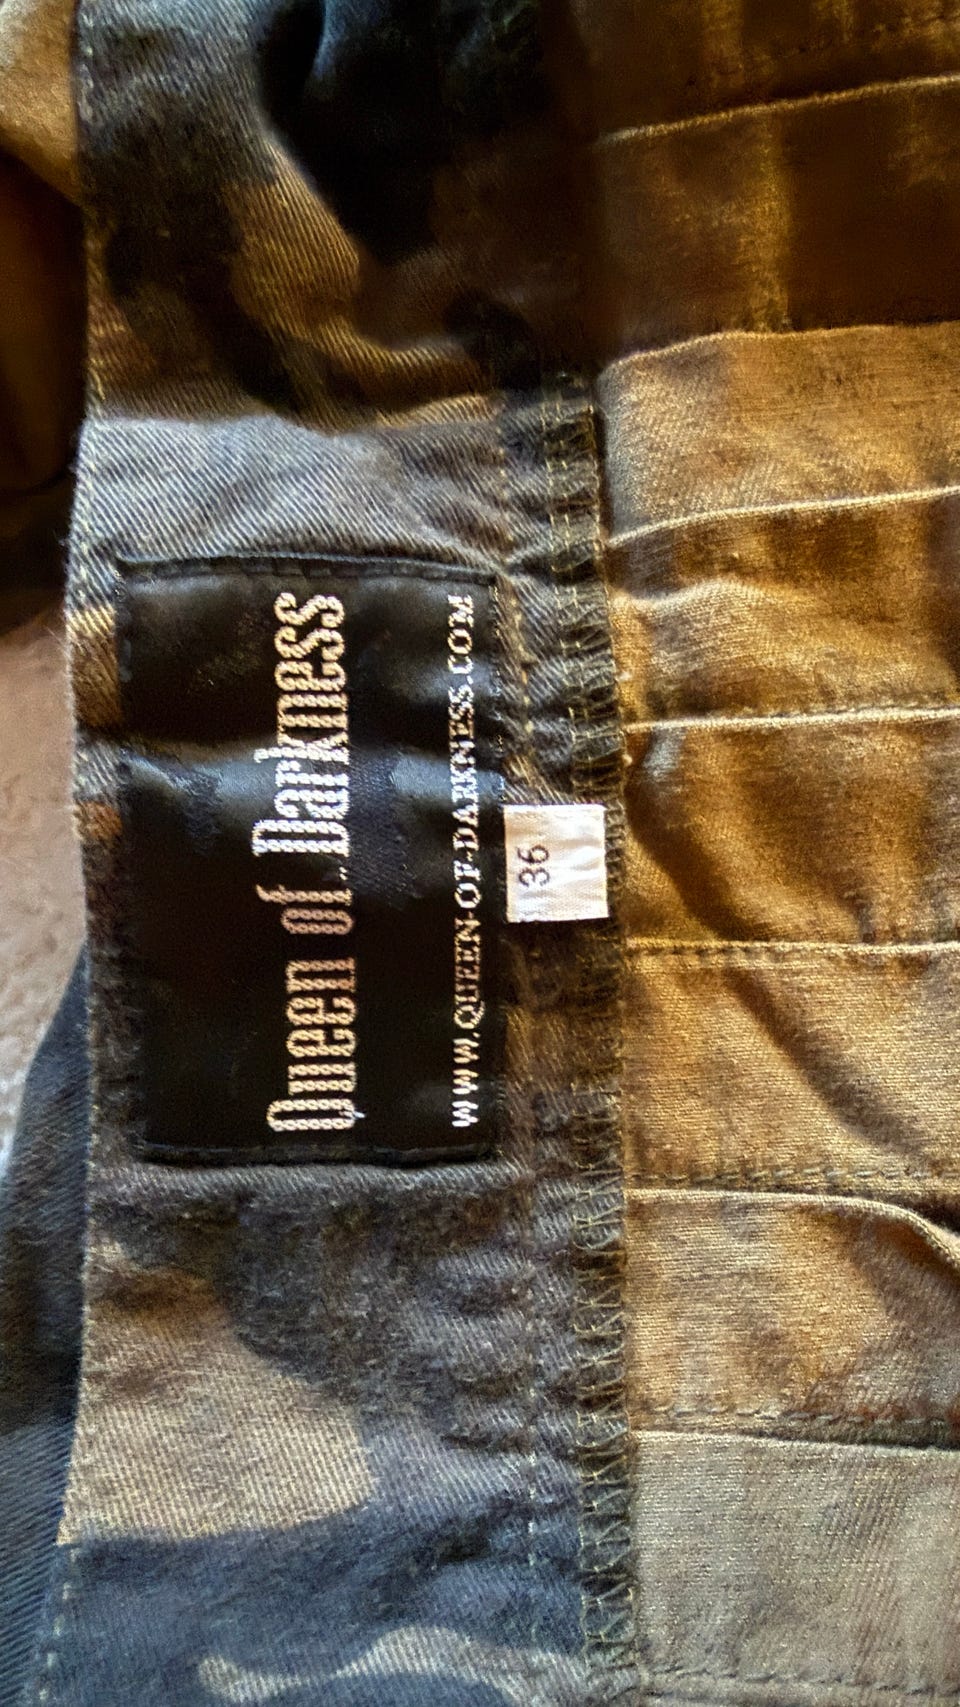 Queen of Darkness
WWW.QUEEN-OF-DARKNESS.COM
36